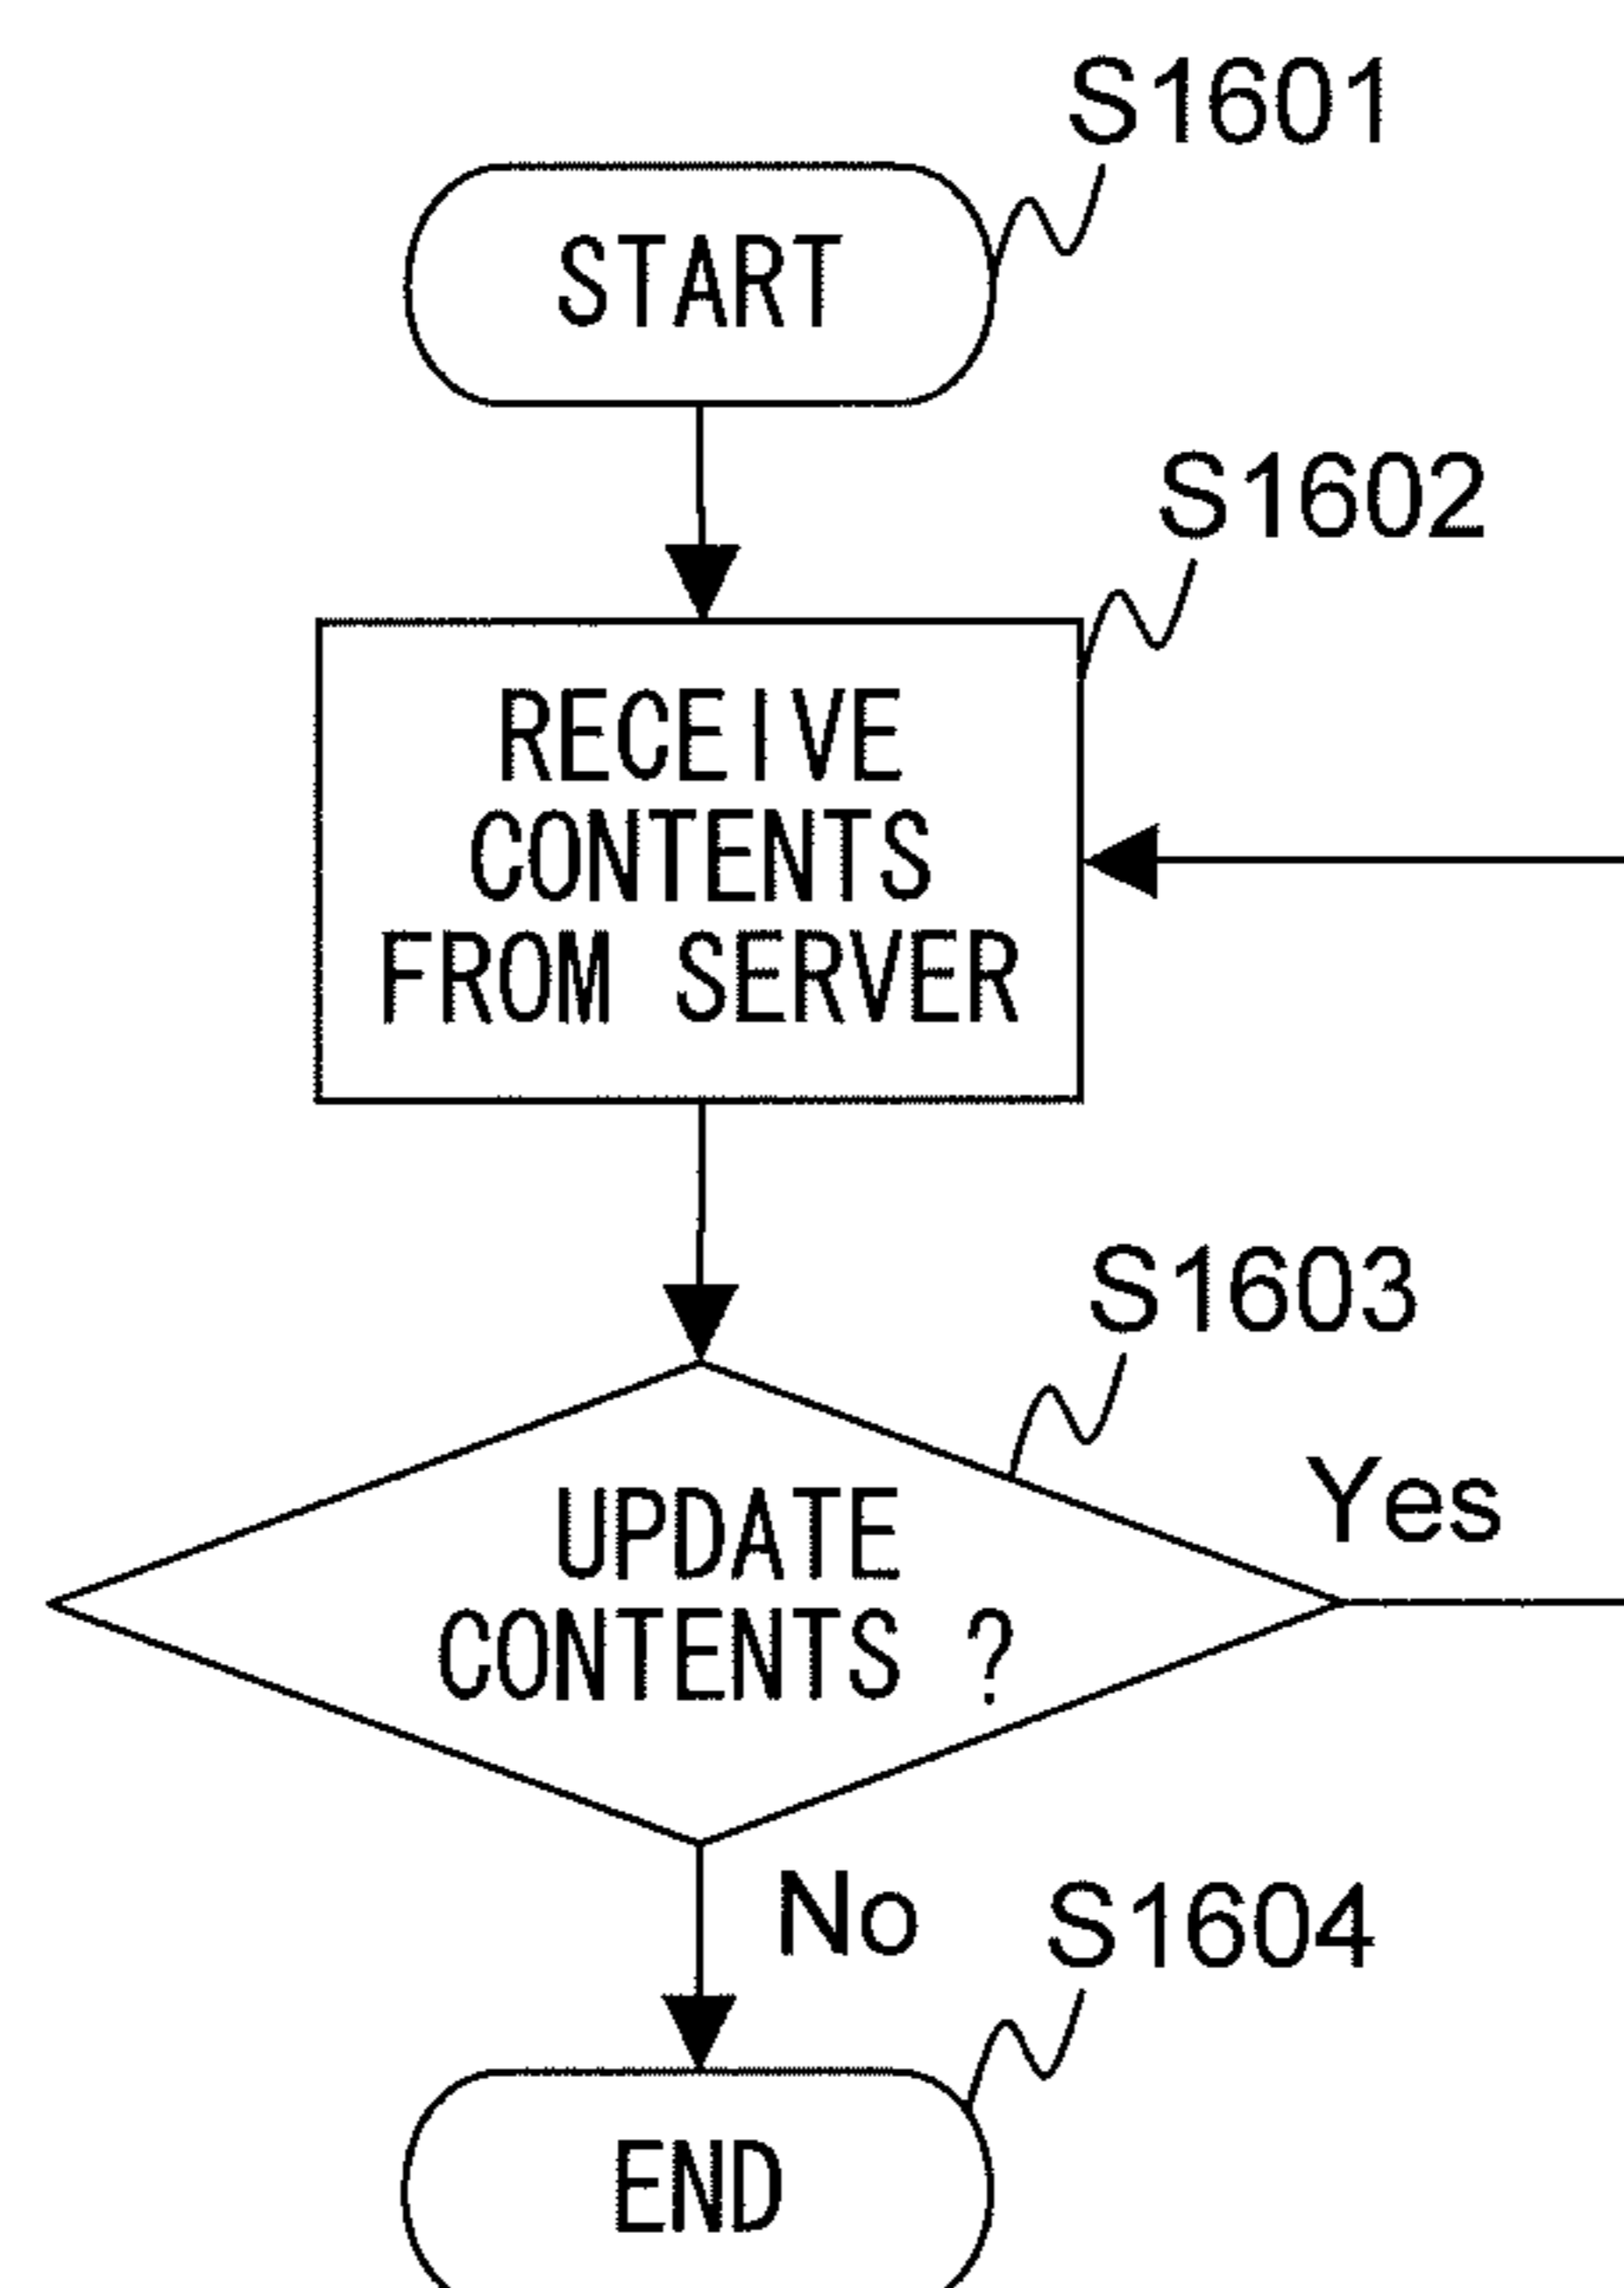 S1601
START
S1602
RECEIVE
CONTENTS
FROM SERVER
S1603
UPDATE
CONTENTS ?
Yes
No
S1604
END